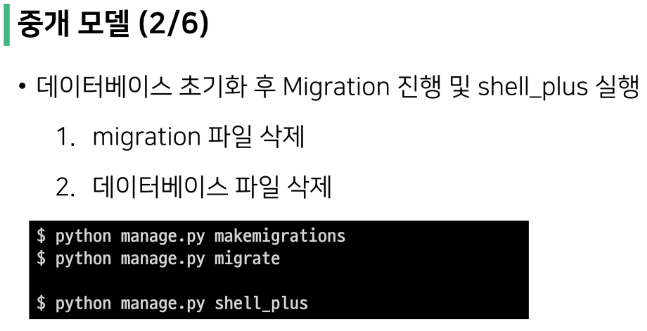 중개 모델 (2/6)
• 데이터베이스 초기화 후 Migration 진행 및 shell_plus 실행
1. migration 파일 삭제
2. 데이터베이스 파일 삭제
$ python manage.py makemigrations
$ python manage.py migrate
$ python manage.py shell_plus